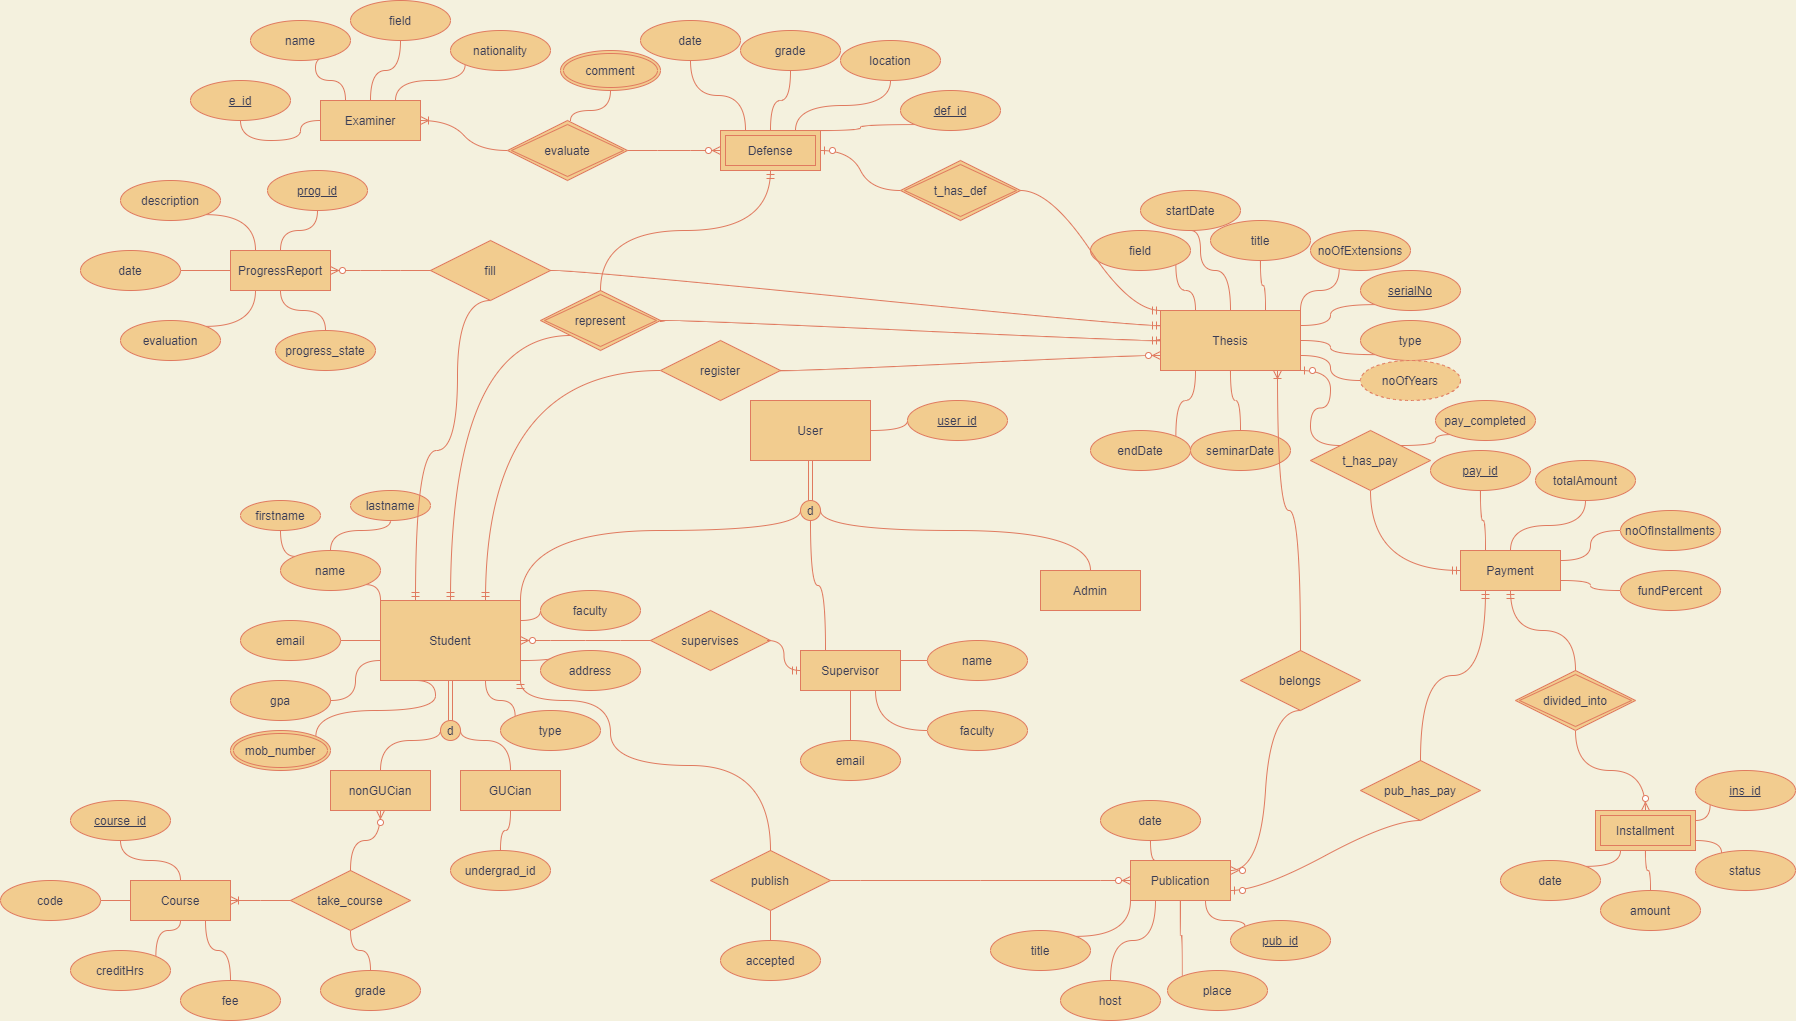 field
name
nationality
date
grade
location
comment
e_id
Examiner
def_id
evaluate
Defense
t_has_def
prog_id
description
startDate
title
field
noOfExtensions
date
ProgressReport
fill
serialNo
represent
Thesis
type
evaluation
progress_state
register
noOfYears
user_id
pay_completed
User
endDate
seminarDate
t_has_pay
pay_id
totalAmount
lastname
firstname
d
noOfInstallments
name
Payment
Admin
fundPercent
faculty
email
Student
supervises
name
address
Supervisor
belongs
gpa
divided_into
type
d
faculty
mob_number
email
nonGUCian
GUCian
pub_has_pay
ins_id
course_id
date
Installment
undergrad_id
status
publish
Publication
date
code
Course
take_course
amount
pub_id
title
accepted
creditHrs
grade
place
fee
host